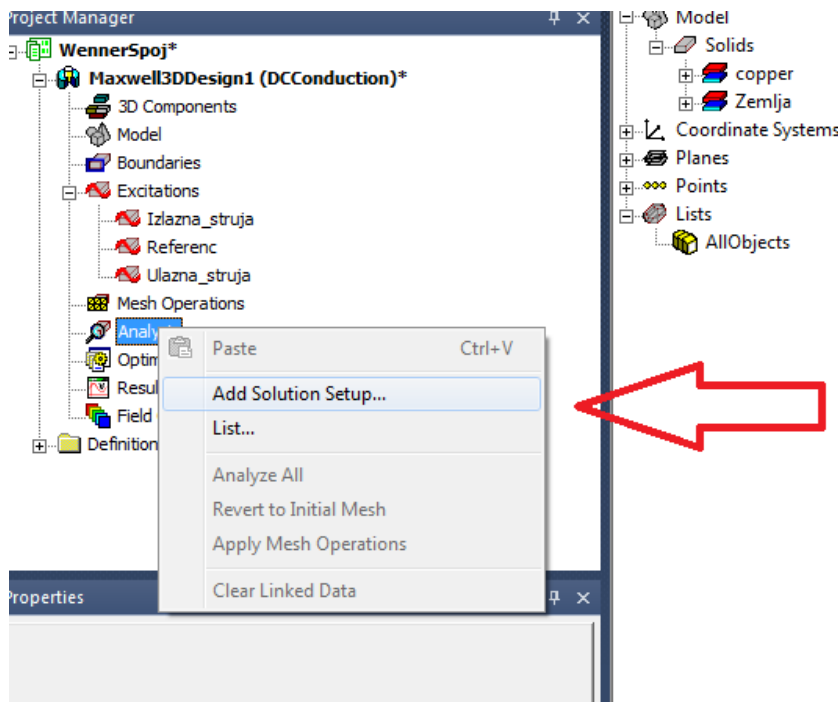 Project Manager
WennerSpoj*
Maxwell3DDesign1 (DCConduction)*
3D Components
Model
Boundaries
Excitations
Izlazna_struja
Referenc
Ulazna_struja
Mesh Operations
Analysis
Optim
Resul
Field
Definition
Paste Ctrl+V
Add Solution Setup...
List...
Analyze All
Revert to Initial Mesh
Apply Mesh Operations
Clear Linked Data
Properties
Model
Solids
copper
Zemlja
Coordinate Systems
Planes
Points
Lists
AllObjects